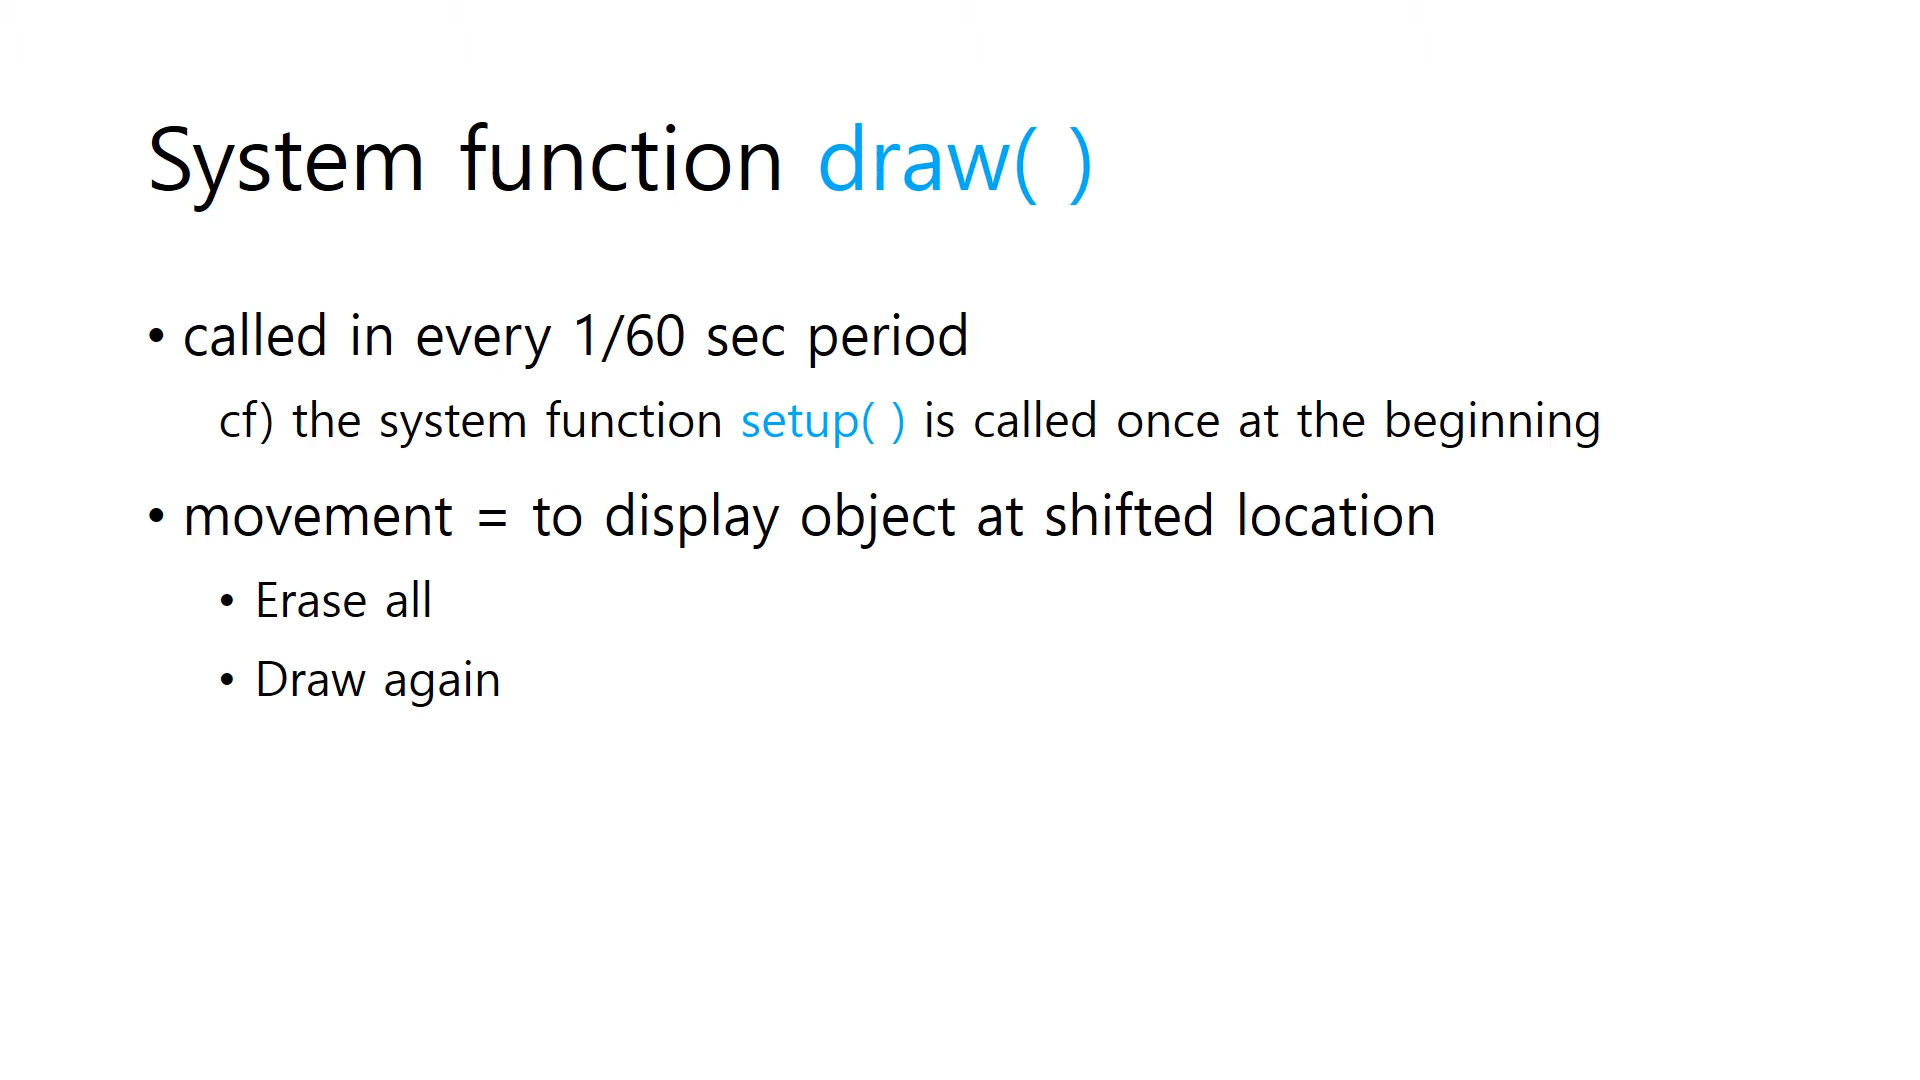 System function draw( )
• called in every 1/60 sec period
cf) the system function setup( ) is called once at the beginning
• movement = to display object at shifted location
• Erase all
• Draw again